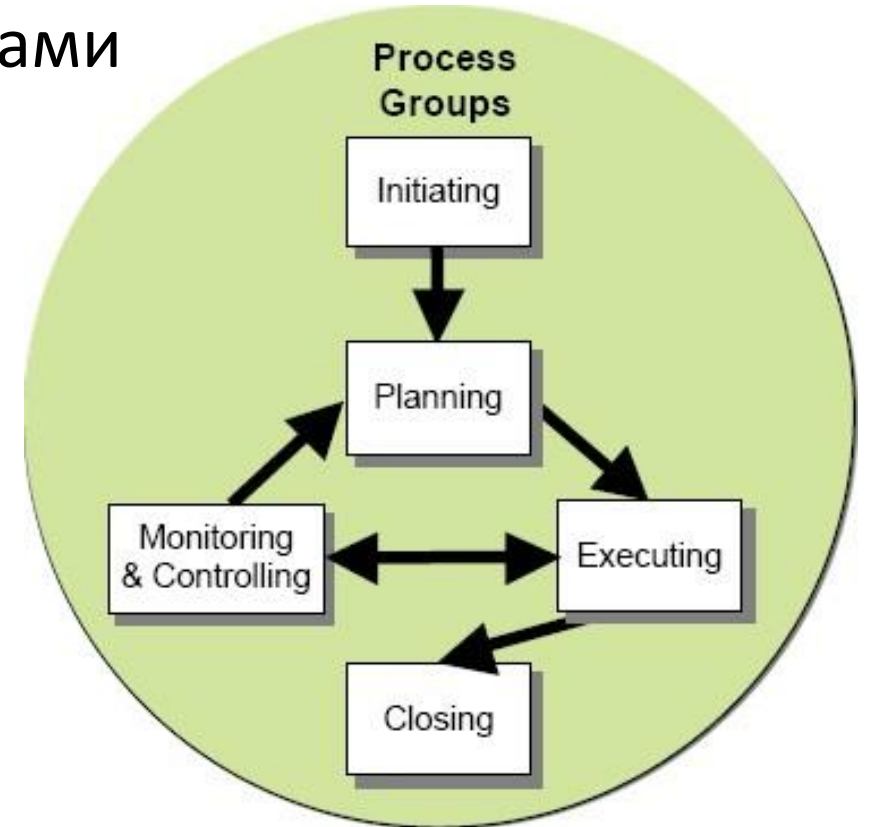 ами
Process
Groups
Initiating
Planning
Monitoring
& Controlling
Executing
Closing